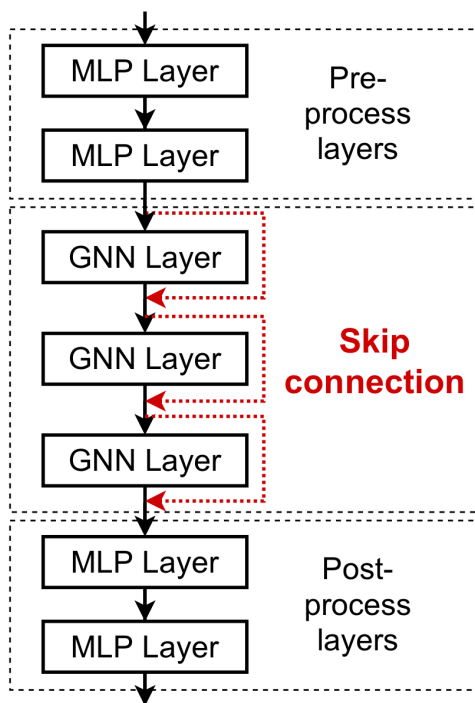 MLP Layer
MLP Layer
Pre-
process
layers
GNN Layer
GNN Layer
GNN Layer
Skip
connection
MLP Layer
MLP Layer
Post-
process
layers